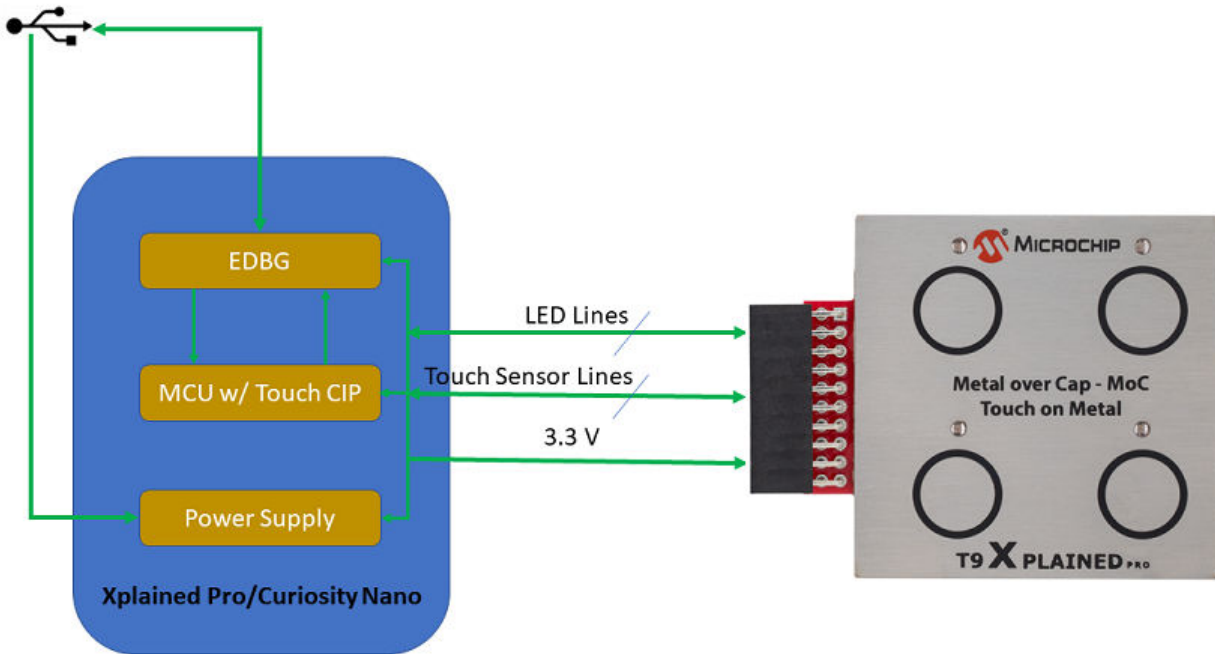 EDBG
MCU w/ Touch CIP
Power Supply
Xplained Pro/Curiosity Nano
LED Lines
Touch Sensor Lines
3.3 V
MICROCHIP
Metal over Cap - MoC
Touch on Metal
T9 XPLAINED PRO